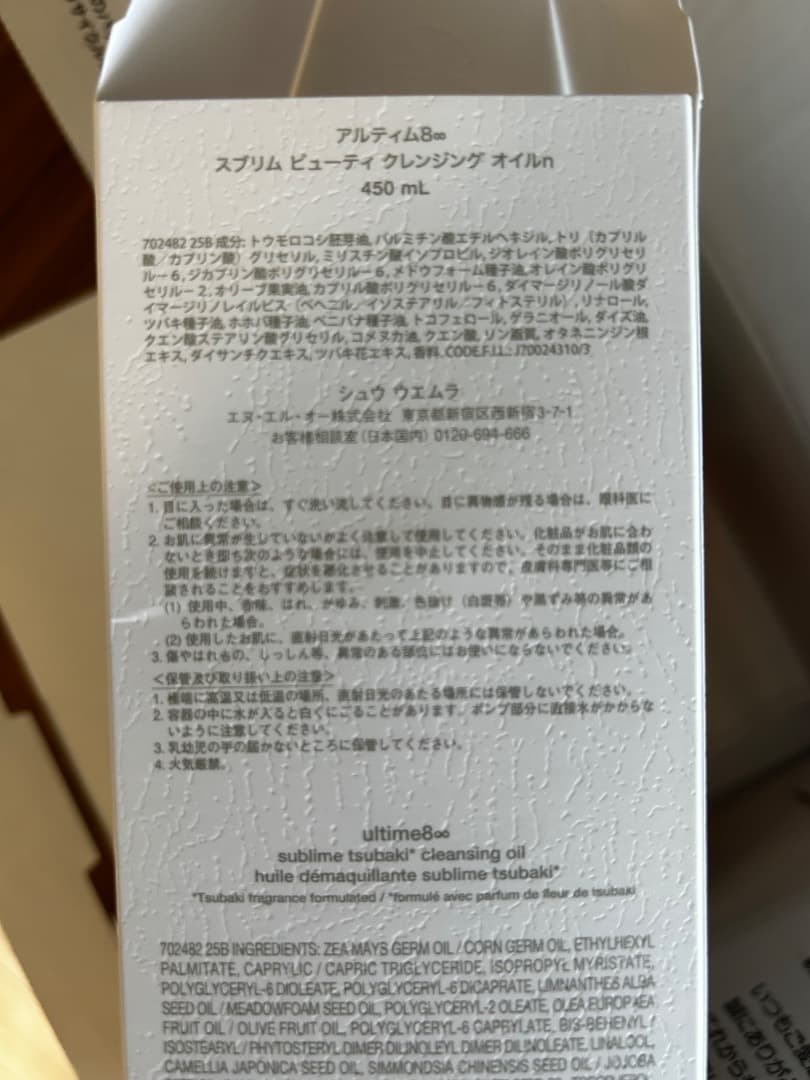 アルティム8∞
スブリム ビューティ クレンジング オイルn
450 mL
702482 25B 成分: トウモロコシ胚芽油, パルミチン酸エチルヘキシル, トリ（カプリル
酸／カプリン酸）グリセリル, ミリスチン酸イソプロピル, ジオレイン酸ポリグリセリ
ル－6, ジカプリン酸ポリグリセリル－6, メドウフォーム種子油, オレイン酸ポリグリ
セリル－2, オリーブ果実油, カプリル酸ポリグリセリル－6, ダイマージリノール酸ダ
イマージリノレイルビス（ベヘニル／イソステアリル／フィトステリル）, リナロール,
ツバキ種子油, ホホバ種子油, ベニバナ種子油, トコフェロール, ゲラニオール, ダイズ油,
クエン酸ステアリン酸グリセリル, コメヌカ油, クエン酸, リン脂質, オタネニンジン根
エキス, ダイサンチクエキス, ツバキ花エキス, 香料. CODE.F.I.L.: J70024310/3
シュウ ウエムラ
エヌ・エル・オー株式会社 東京都新宿区西新宿3-7-1
お客様相談室（日本国内）0120-694-666
＜ご使用上の注意＞
1. 目に入った場合は、すぐ洗い流してください。目に異物感が残る場合は、眼科医に
ご相談ください。
2. お肌に異常が生じていないかよく注意して使用してください。化粧品がお肌に合わ
ないとき即ち次のような場合には、使用を中止してください。そのまま化粧品類の
使用を続けますと、症状を悪化させることがありますので、皮膚科専門医等にご相
談されることをおすすめします。
(1) 使用中、赤味、はれ、かゆみ、刺激、色抜け（白斑等）や黒ずみ等の異常があ
らわれた場合。
(2) 使用したお肌に、直射日光があたって上記のような異常があらわれた場合。
3. 傷やはれもの、しっしん等、異常のある部位にはお使いにならないでください。
＜保管及び取り扱い上の注意＞
1. 極端に高温又は低温の場所、直射日光のあたる場所には保管しないでください。
2. 容器の中に水が入ると白くにごることがあります。ポンプ部分に直接水がかからな
いように注意してください。
3. 乳幼児の手の届かないところに保管してください。
4. 火気厳禁。
ultime8∞
sublime tsubaki* cleansing oil
huile démaquillante sublime tsubaki*
*Tsubaki fragrance formulated / *formulé avec parfum de fleur de tsubaki
702482 25B INGREDIENTS: ZEA MAYS GERM OIL / CORN GERM OIL, ETHYLHEXYL
PALMITATE, CAPRYLIC / CAPRIC TRIGLYCERIDE, ISOPROPYL MYRISTATE,
POLYGLYCERYL-6 DIOLEATE, POLYGLYCERYL-6 DICAPRATE, LIMNANTHES ALBA
SEED OIL / MEADOWFOAM SEED OIL, POLYGLYCERYL-2 OLEATE, OLEA EUROPAEA
FRUIT OIL / OLIVE FRUIT OIL, POLYGLYCERYL-6 CAPRYLATE, BIS-BEHENYL /
ISOSTEARYL / PHYTOSTERYL DIMER DILINOLEYL DIMER DILINOLEATE, LINALOOL,
CAMELLIA JAPONICA SEED OIL, SIMMONDSIA CHINENSIS SEED OIL / JOJOBA